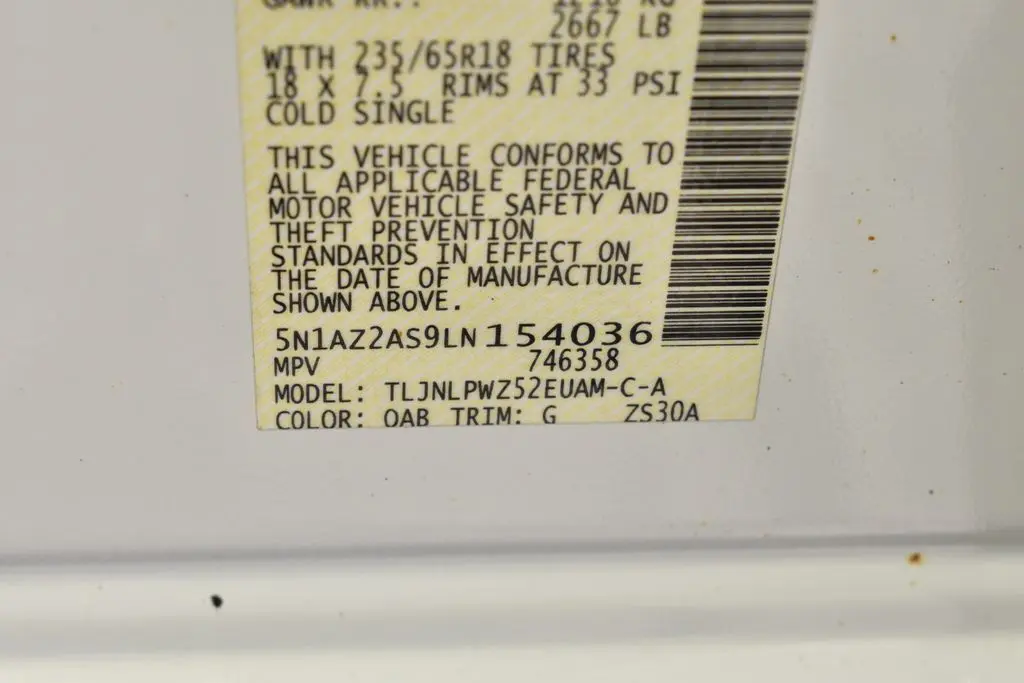 2667 LB
WITH 235/65R18 TIRES
18 X 7.5 RIMS AT 33 PSI
COLD SINGLE
THIS VEHICLE CONFORMS TO
ALL APPLICABLE FEDERAL
MOTOR VEHICLE SAFETY AND
THEFT PREVENTION
STANDARDS IN EFFECT ON
THE DATE OF MANUFACTURE
SHOWN ABOVE.
5N1AZ2AS9LN154036
MPV 746358
MODEL: TLJNLPWZ52EUAM-C-A
COLOR: QAB TRIM: G ZS30A